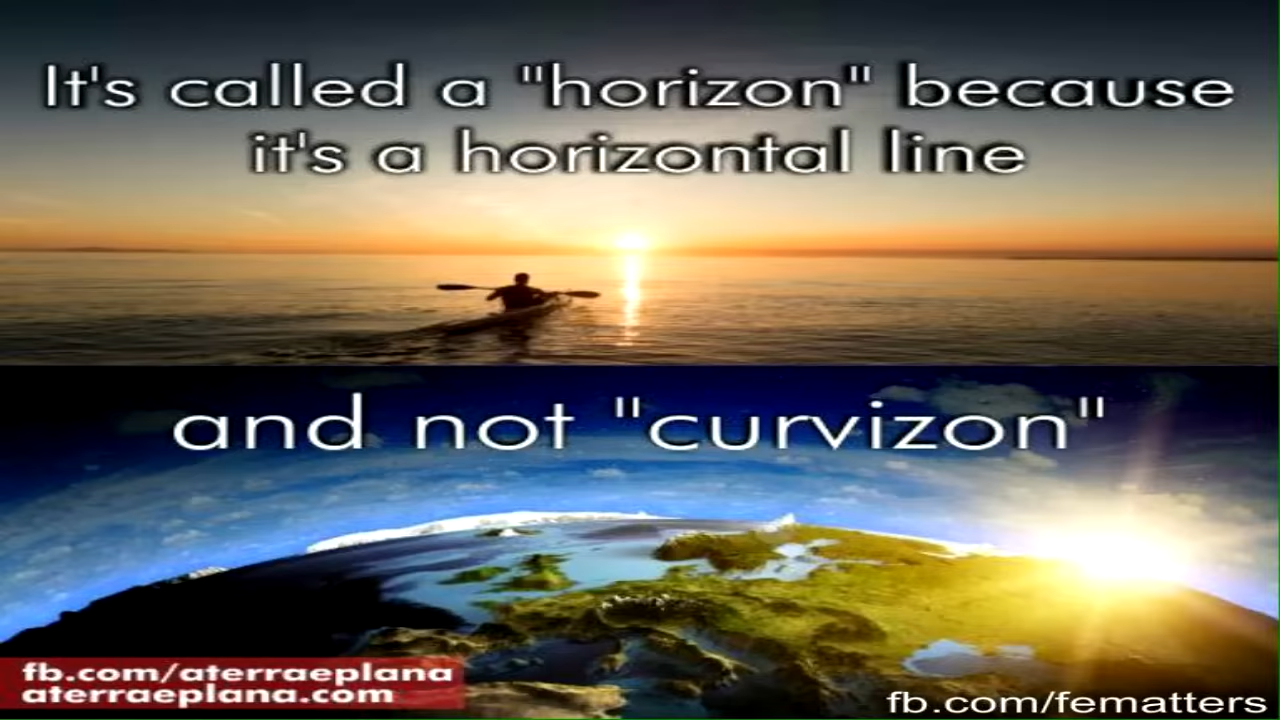 It's called a "horizon" because
it's a horizontal line
and not "curvizon"
fb.com/aterraeplana
aterraeplana.com
fb.com/fematters